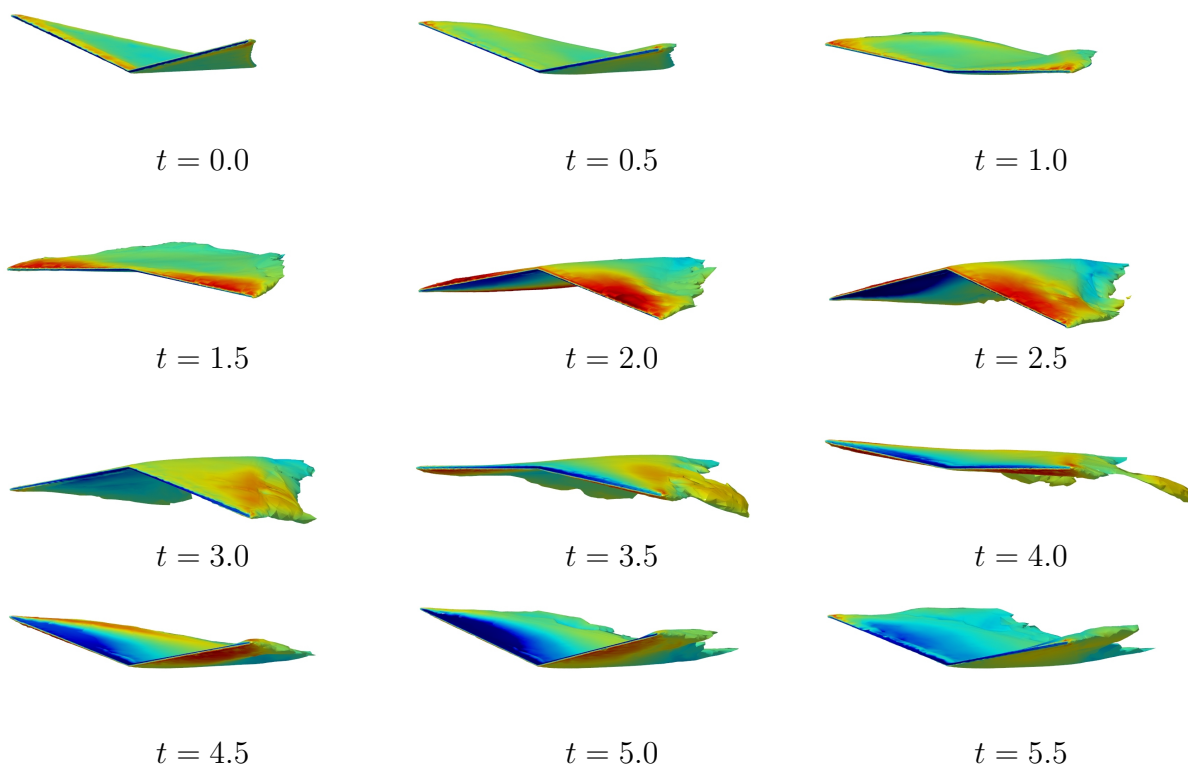 t = 0.0 t = 0.5 t = 1.0
t = 1.5 t = 2.0 t = 2.5
t = 3.0 t = 3.5 t = 4.0
t = 4.5 t = 5.0 t = 5.5